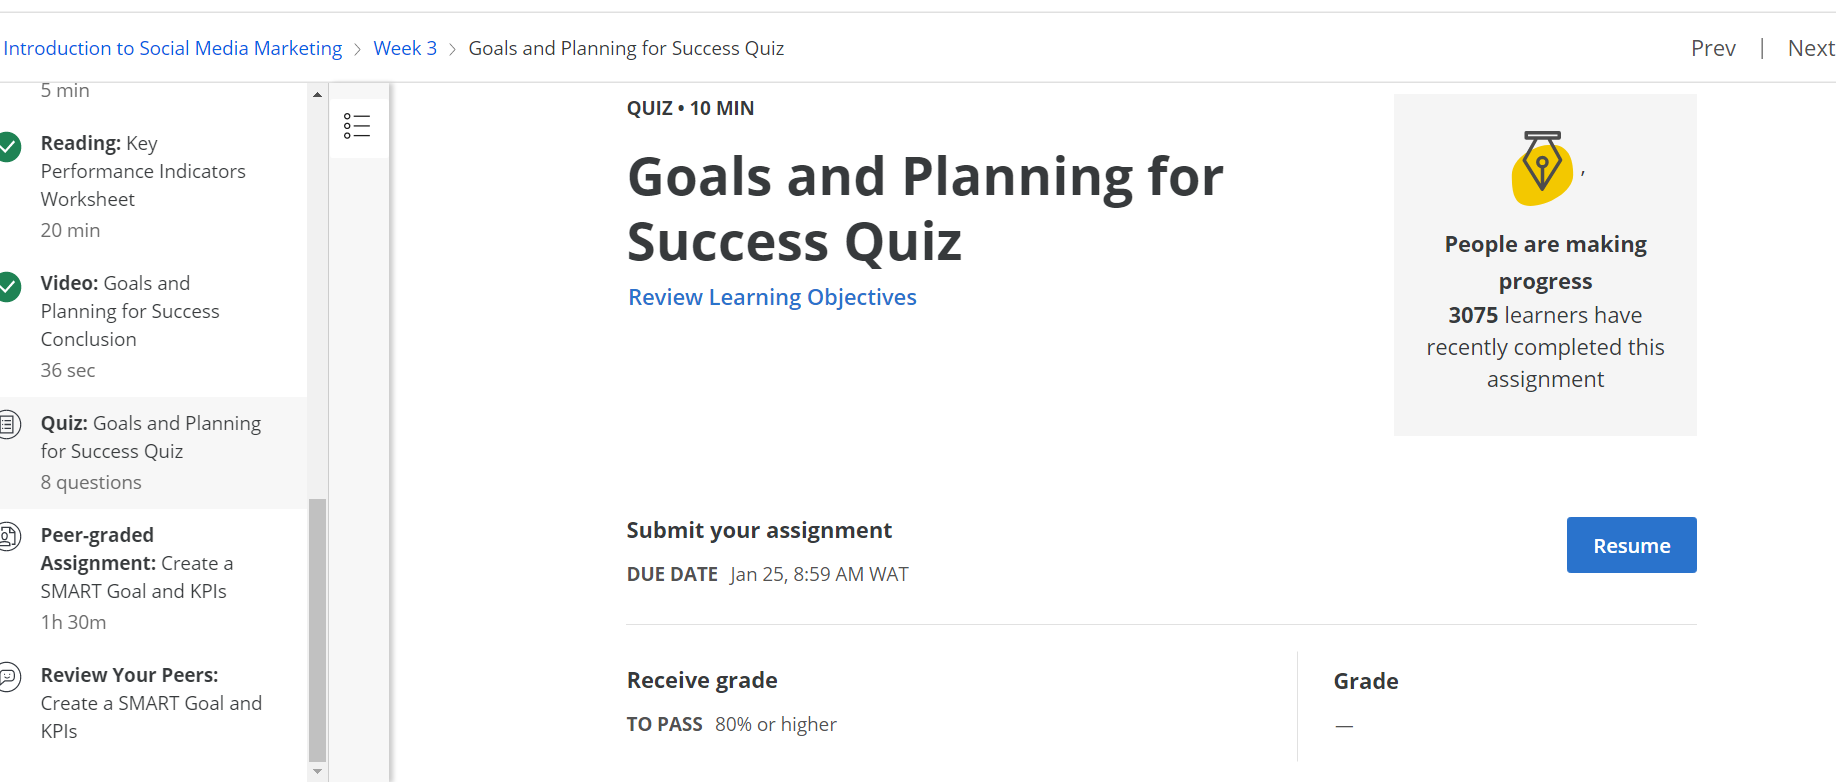 Introduction to Social Media Marketing > Week 3 > Goals and Planning for Success Quiz
Prev | Next
5 min
Reading: Key
Performance Indicators
Worksheet
20 min
Video: Goals and
Planning for Success
Conclusion
36 sec
Quiz: Goals and Planning
for Success Quiz
8 questions
Peer-graded
Assignment: Create a
SMART Goal and KPIs
1h 30m
Review Your Peers:
Create a SMART Goal and
KPIs
QUIZ • 10 MIN
Goals and Planning for
Success Quiz
Review Learning Objectives
,
People are making
progress
3075 learners have
recently completed this
assignment
Submit your assignment
DUE DATE Jan 25, 8:59 AM WAT
Resume
Receive grade
TO PASS 80% or higher
Grade
—